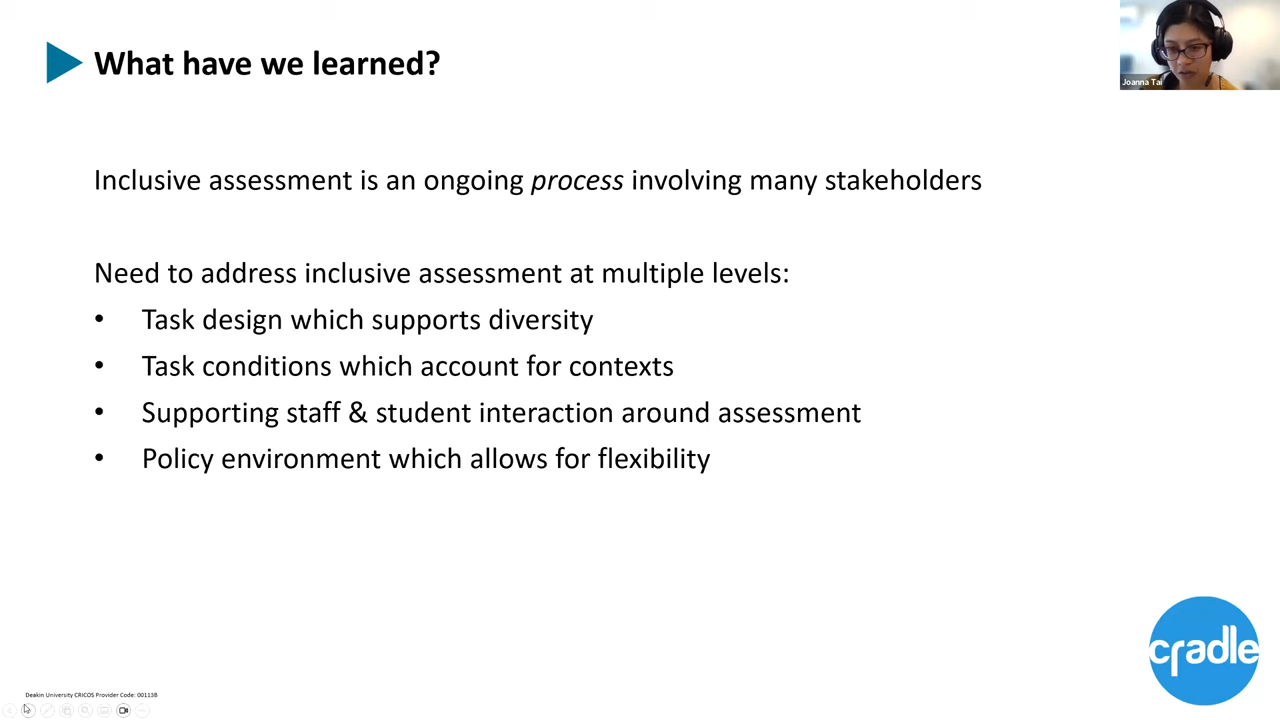 What have we learned?
Joanna Tai
Inclusive assessment is an ongoing process involving many stakeholders
Need to address inclusive assessment at multiple levels:
• Task design which supports diversity
• Task conditions which account for contexts
• Supporting staff & student interaction around assessment
• Policy environment which allows for flexibility
cradle
Deakin University CRICOS Provider Code: 00113B